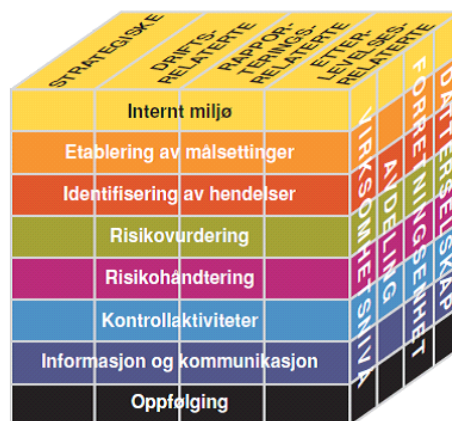 STRATEGISKE
DRIFTS-
RELATERTE
RAPPOR-
TERINGS-
RELATERTE
ETTER-
LEVELSES-
RELATERTE
Internt miljø
Etablering av målsettinger
Identifisering av hendelser
Risikovurdering
Risikohåndtering
Kontrollaktiviteter
Informasjon og kommunikasjon
Oppfølging
VIRKSOMHETSNIVÅ
AVDELING
FORRETNINGSENHET
DATTERSELSKAP